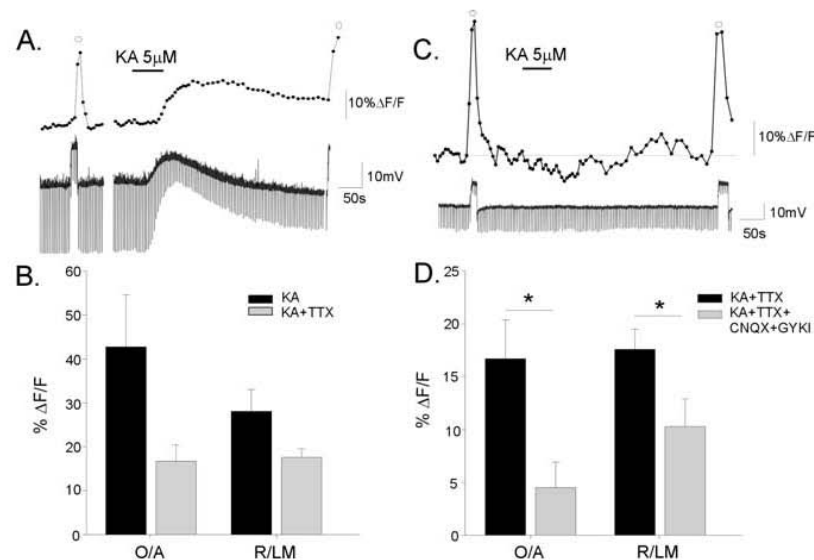 A.
KA 5μM
10%ΔF/F
10mV
50s
C.
KA 5μM
10%ΔF/F
10mV
50s
B.
60
50
40
30
20
10
0
% ΔF/F
KA
KA+TTX
O/A
R/LM
D.
25
20
15
10
5
0
% ΔF/F
*
*
KA+TTX
KA+TTX+
CNQX+GYKI
O/A
R/LM